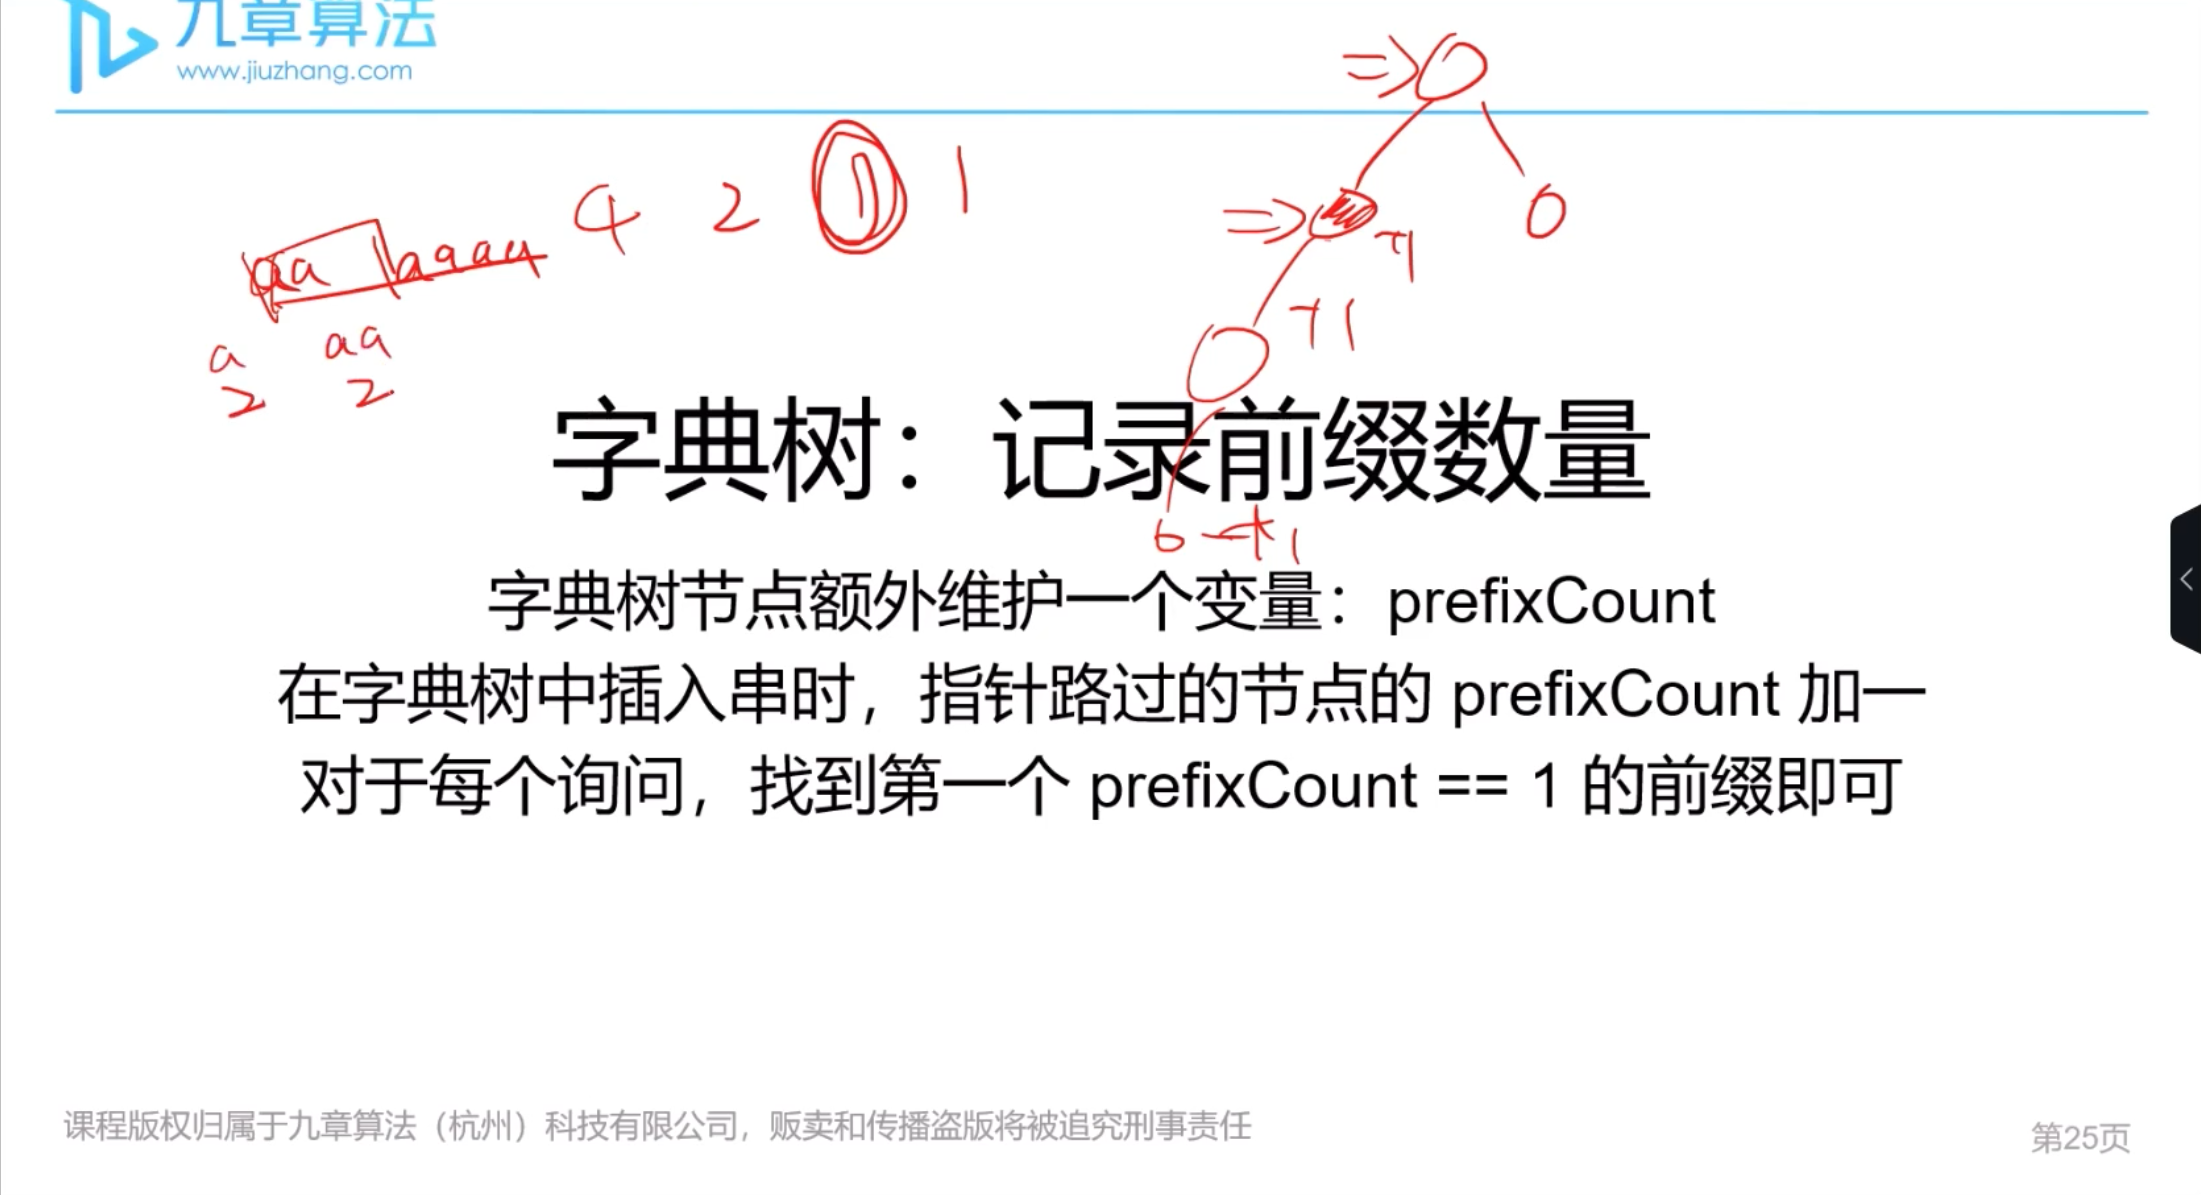 九章算法
www.jiuzhang.com
4 2 1 1
aa aaaa
a aa
2 2
+1
+1
+1
字典树：记录前缀数量
字典树节点额外维护一个变量：prefixCount
在字典树中插入串时，指针路过的节点的 prefixCount 加一
对于每个询问，找到第一个 prefixCount == 1 的前缀即可
课程版权归属于九章算法（杭州）科技有限公司，贩卖和传播盗版将被追究刑事责任
第25页